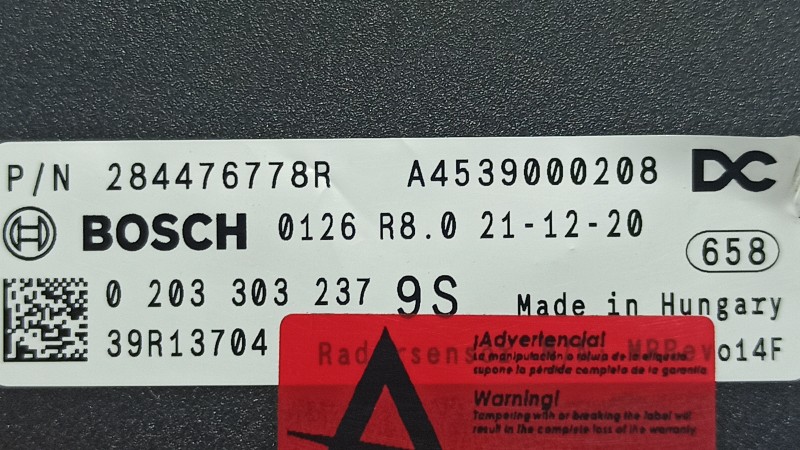 P/N 284476778R A4539000208 DC
BOSCH 0126 R8.0 21-12-20 658
0 203 303 237 9S Made in Hungary
39R13704 Radarsensor MRRevo14F
¡Advertencia!
La manipulación o rotura de la etiqueta
supone la pérdida completa de la garantía
Warning!
Tampering with or breaking the label will
result in the complete loss of the warranty